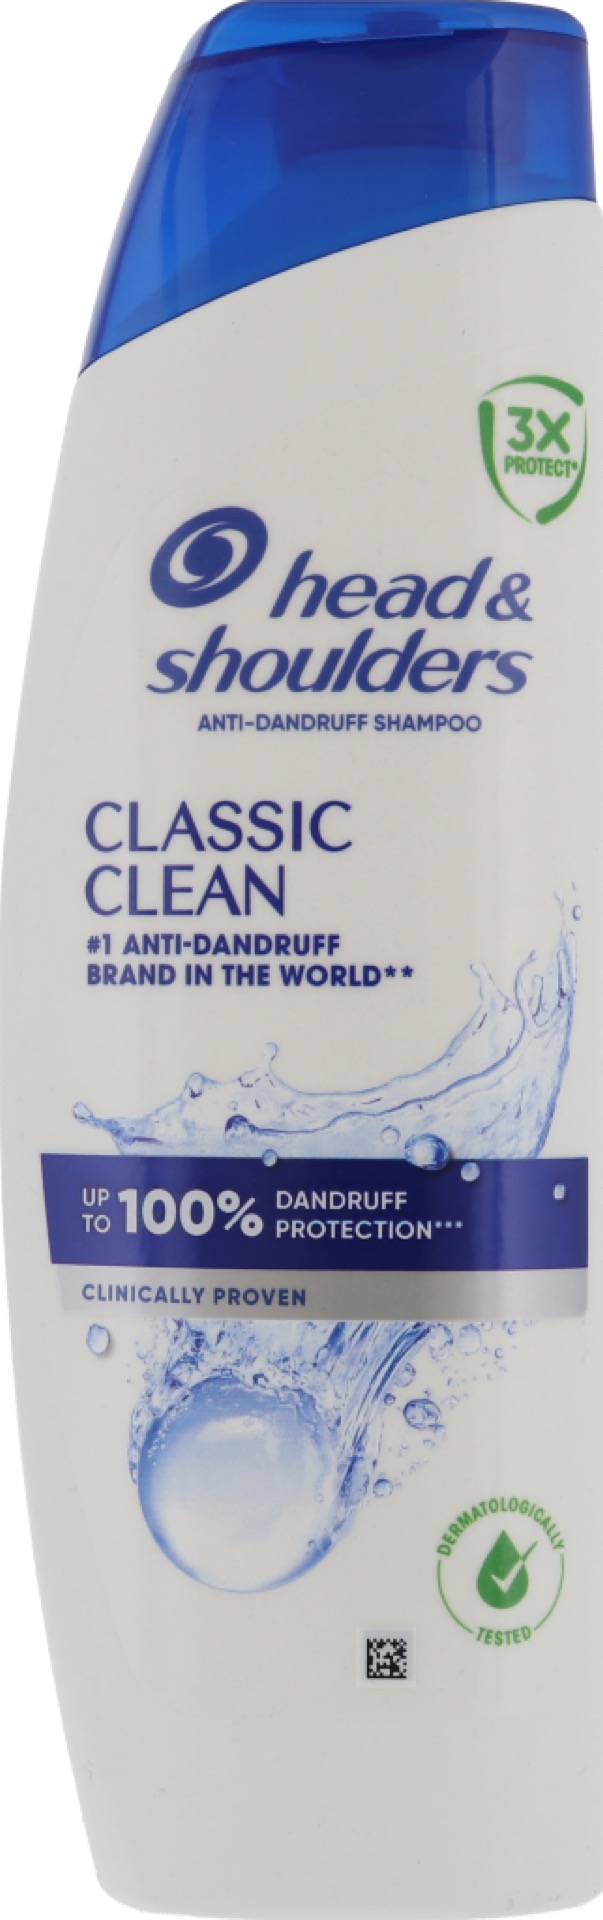 3X
PROTECT*
head &
shoulders
ANTI-DANDRUFF SHAMPOO
CLASSIC
CLEAN
#1 ANTI-DANDRUFF
BRAND IN THE WORLD**
UP
TO 100% DANDRUFF
PROTECTION***
CLINICALLY PROVEN
DERMATOLOGICALLY
TESTED